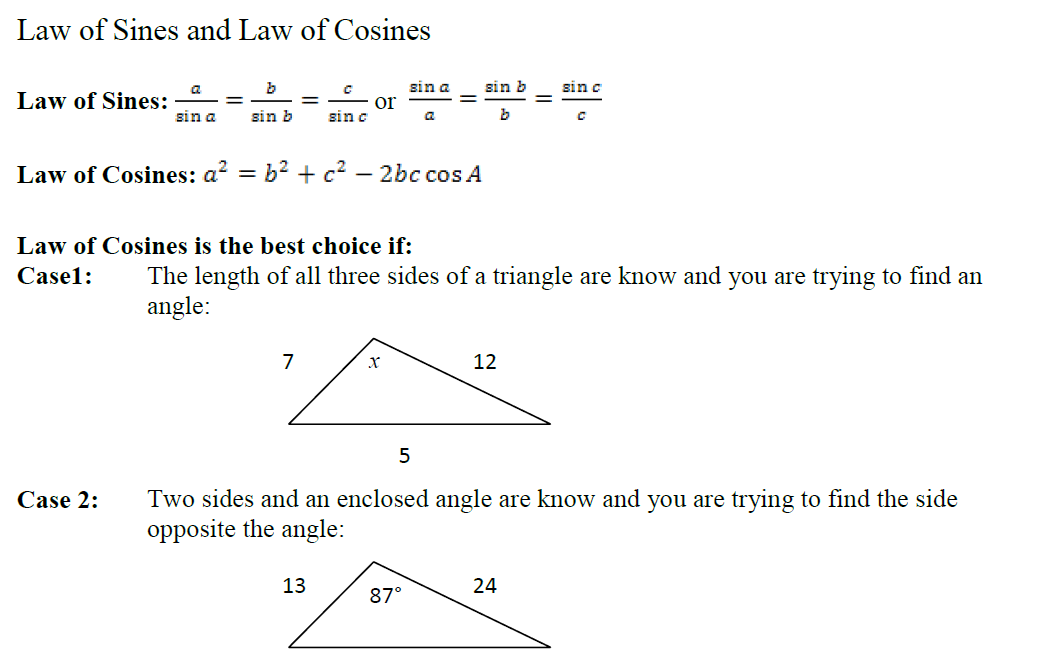 Law of Sines and Law of Cosines
Law of Sines: a/sin a = b/sin b = c/sin c or sin a/a = sin b/b = sin c/c
Law of Cosines: a² = b² + c² − 2bc cos A
Law of Cosines is the best choice if:
Case1: The length of all three sides of a triangle are know and you are trying to find an
angle:
7 x 12
5
Case 2: Two sides and an enclosed angle are know and you are trying to find the side
opposite the angle:
13 87° 24